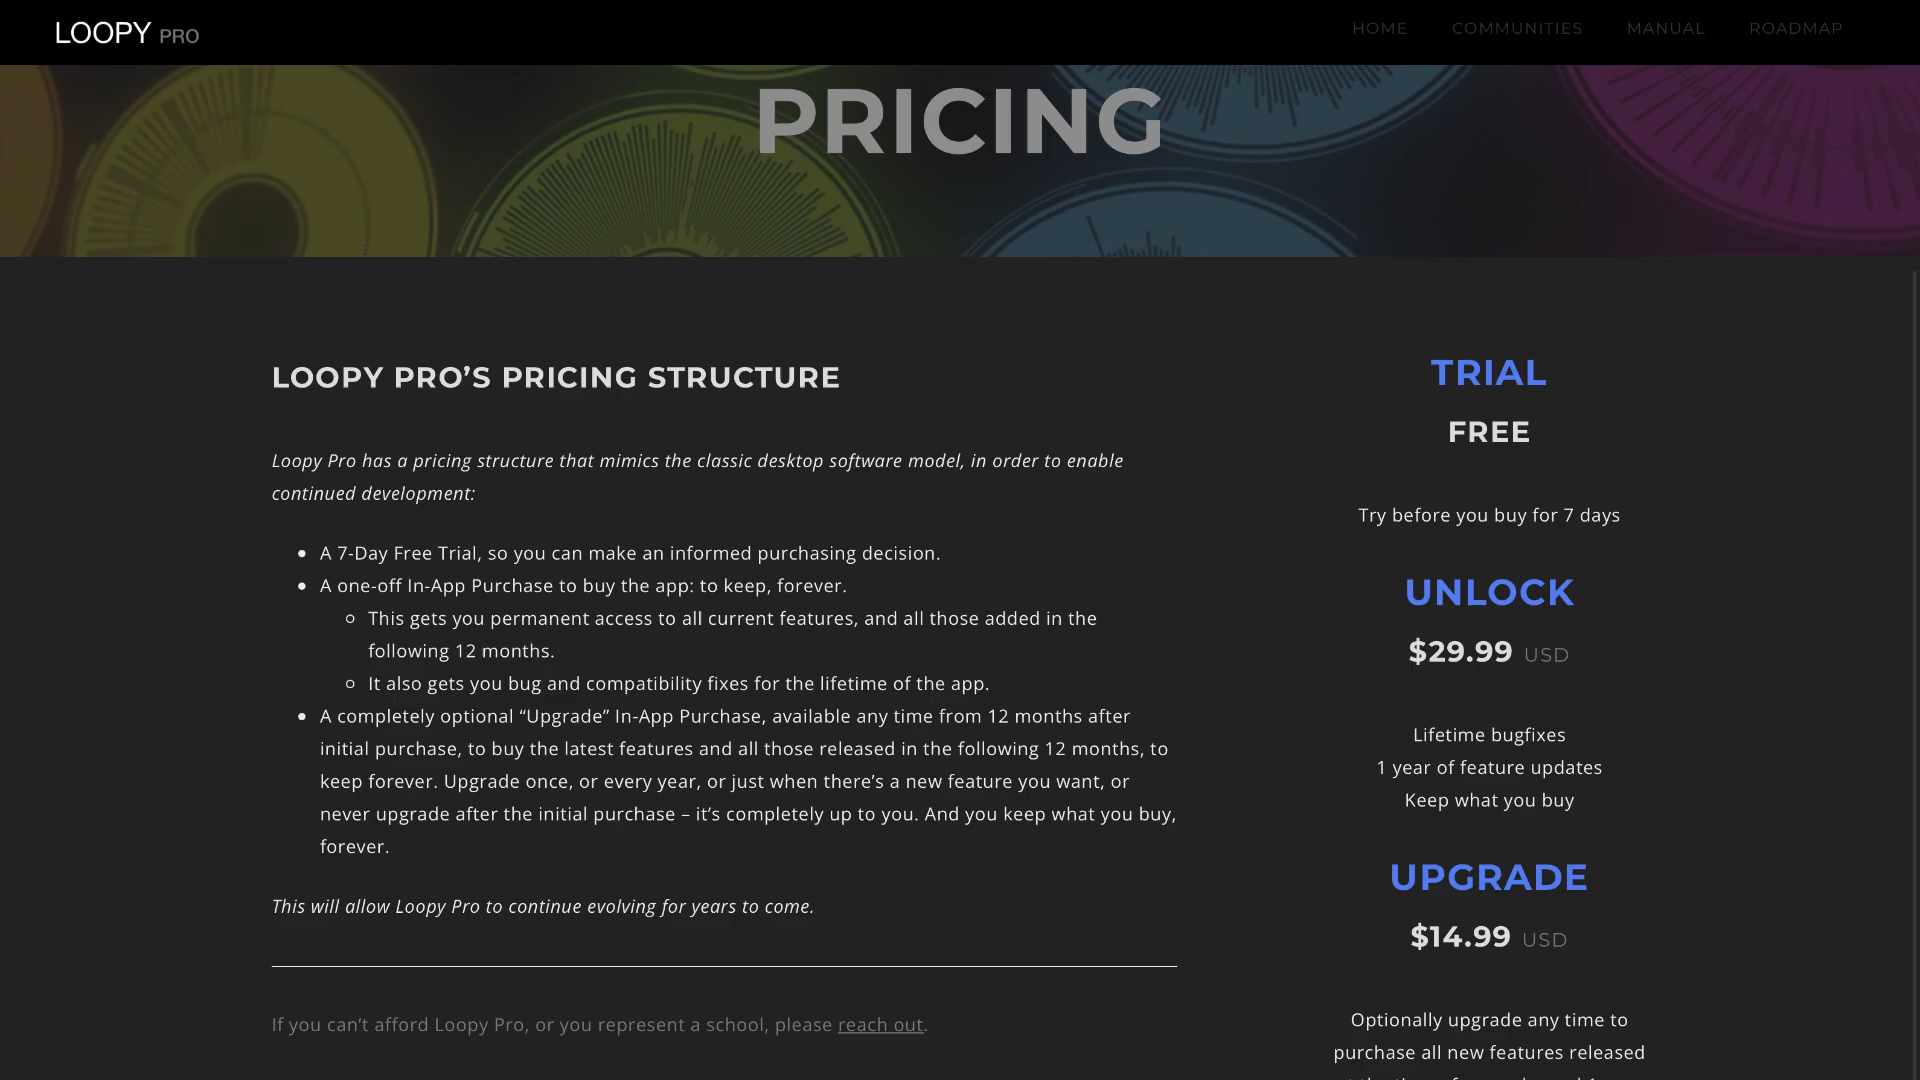 LOOPY PRO
HOME COMMUNITIES MANUAL ROADMAP
PRICING
LOOPY PRO’S PRICING STRUCTURE
Loopy Pro has a pricing structure that mimics the classic desktop software model, in order to enable
continued development:
A 7-Day Free Trial, so you can make an informed purchasing decision.
A one-off In-App Purchase to buy the app: to keep, forever.
This gets you permanent access to all current features, and all those added in the
following 12 months.
It also gets you bug and compatibility fixes for the lifetime of the app.
A completely optional “Upgrade” In-App Purchase, available any time from 12 months after
initial purchase, to buy the latest features and all those released in the following 12 months, to
keep forever. Upgrade once, or every year, or just when there’s a new feature you want, or
never upgrade after the initial purchase – it’s completely up to you. And you keep what you buy,
forever.
This will allow Loopy Pro to continue evolving for years to come.
If you can’t afford Loopy Pro, or you represent a school, please reach out.
TRIAL
FREE
Try before you buy for 7 days
UNLOCK
$29.99 USD
Lifetime bugfixes
1 year of feature updates
Keep what you buy
UPGRADE
$14.99 USD
Optionally upgrade any time to
purchase all new features released